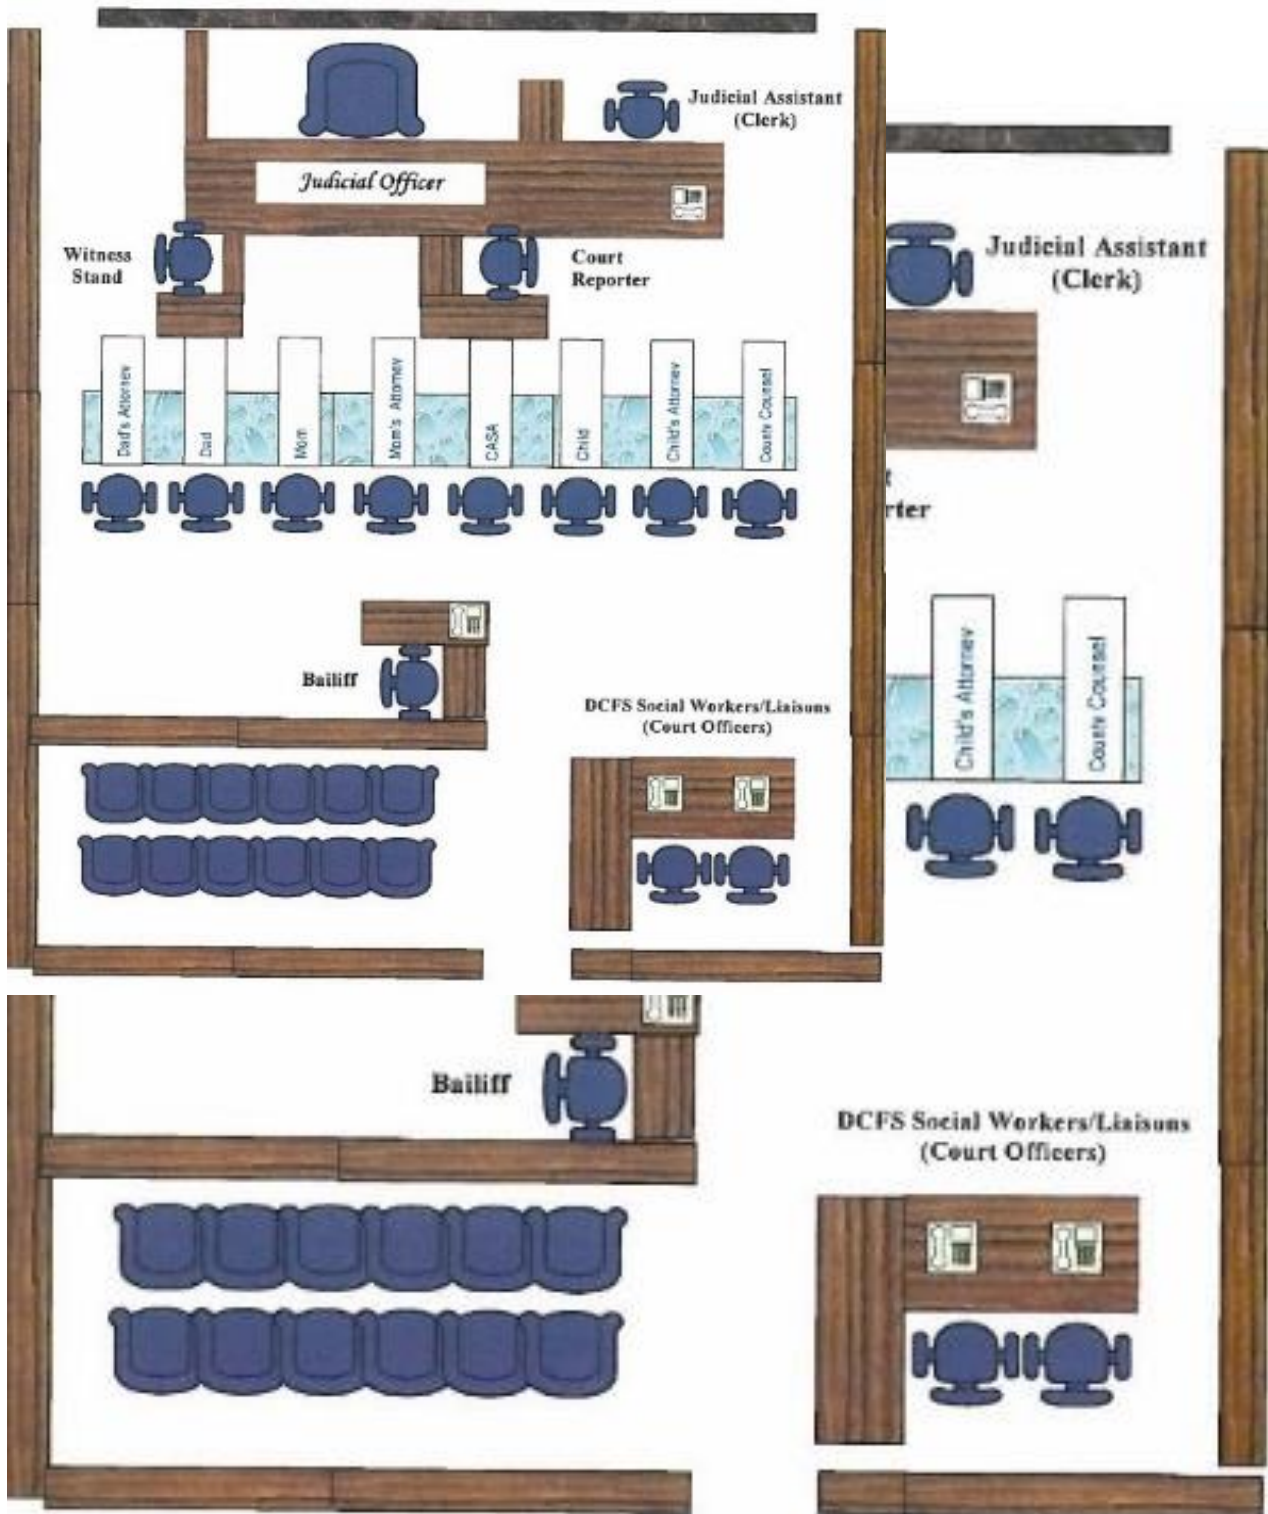 Judicial Assistant
(Clerk)
Judicial Officer
Witness
Stand
Court
Reporter
Dad's Attorney
Dad
Mom
Mom's Attorney
CASA
Child
Child's Attorney
County Counsel
Bailiff
DCFS Social Workers/Liaisons
(Court Officers)
Judicial Assistant
(Clerk)
t
rter
Child's Attorney
County Counsel
Bailiff
DCFS Social Workers/Liaisons
(Court Officers)